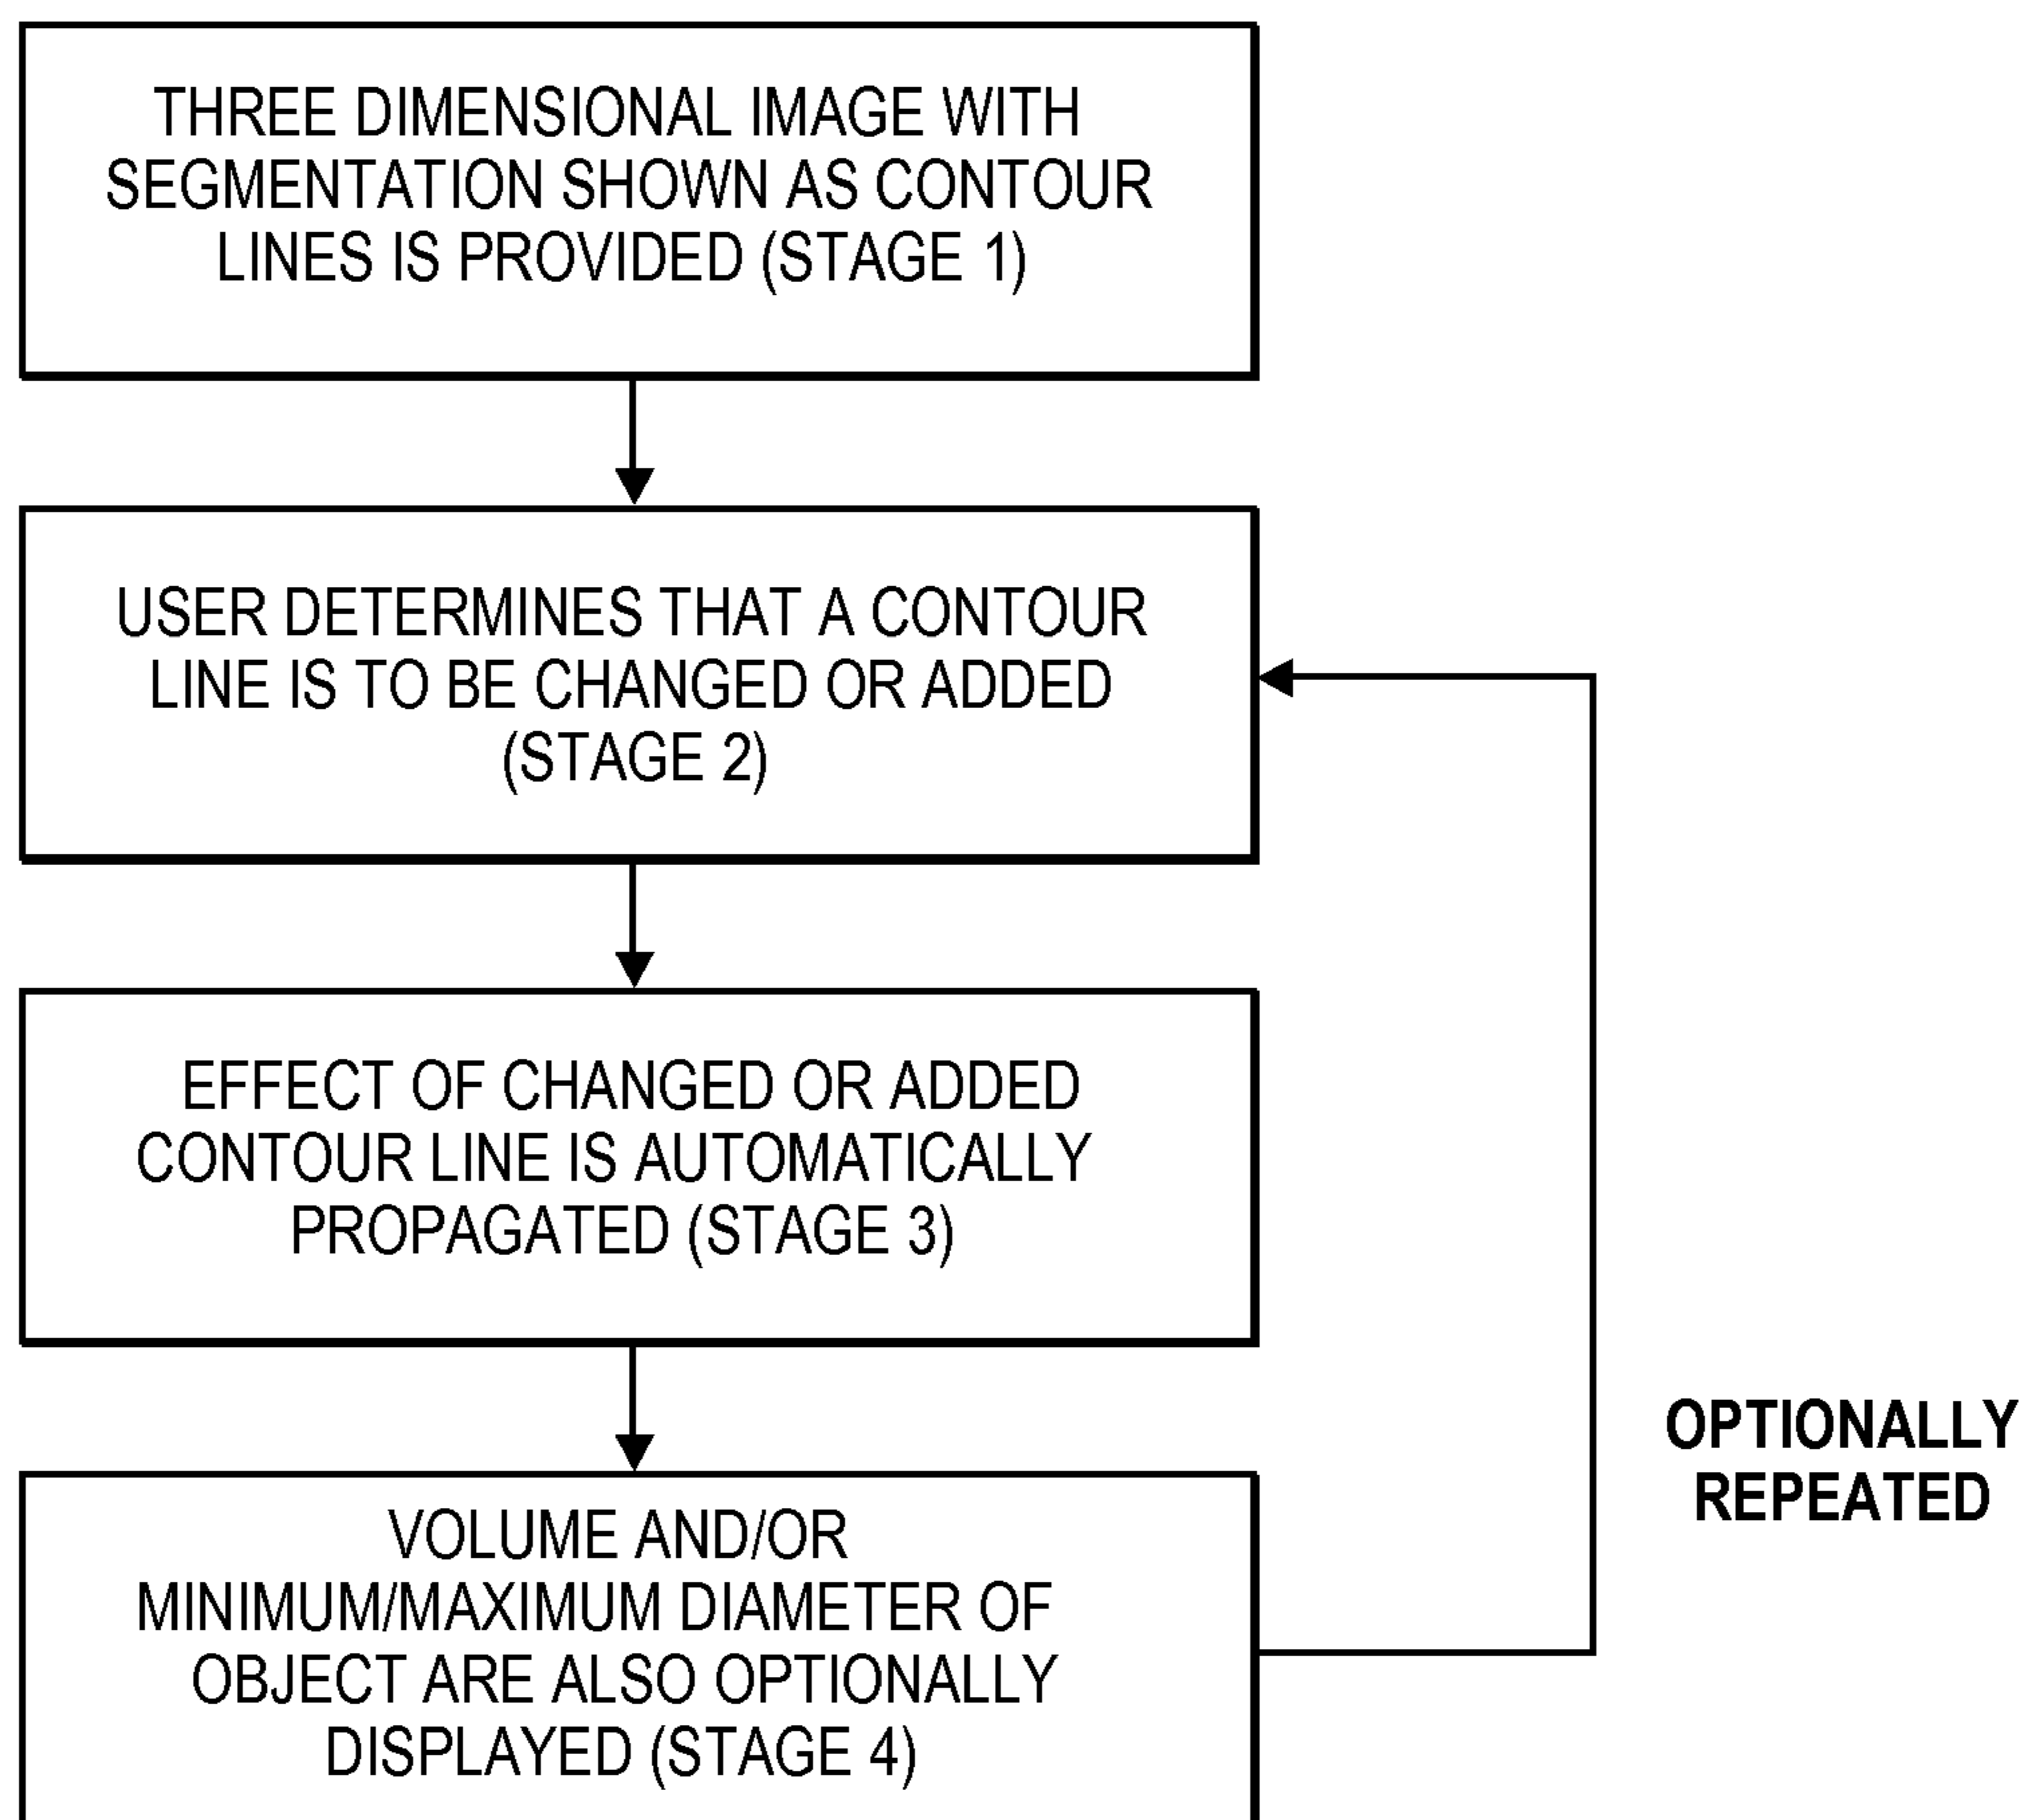 THREE DIMENSIONAL IMAGE WITH
SEGMENTATION SHOWN AS CONTOUR
LINES IS PROVIDED (STAGE 1)
USER DETERMINES THAT A CONTOUR
LINE IS TO BE CHANGED OR ADDED
(STAGE 2)
EFFECT OF CHANGED OR ADDED
CONTOUR LINE IS AUTOMATICALLY
PROPAGATED (STAGE 3)
OPTIONALLY
REPEATED
VOLUME AND/OR
MINIMUM/MAXIMUM DIAMETER OF
OBJECT ARE ALSO OPTIONALLY
DISPLAYED (STAGE 4)